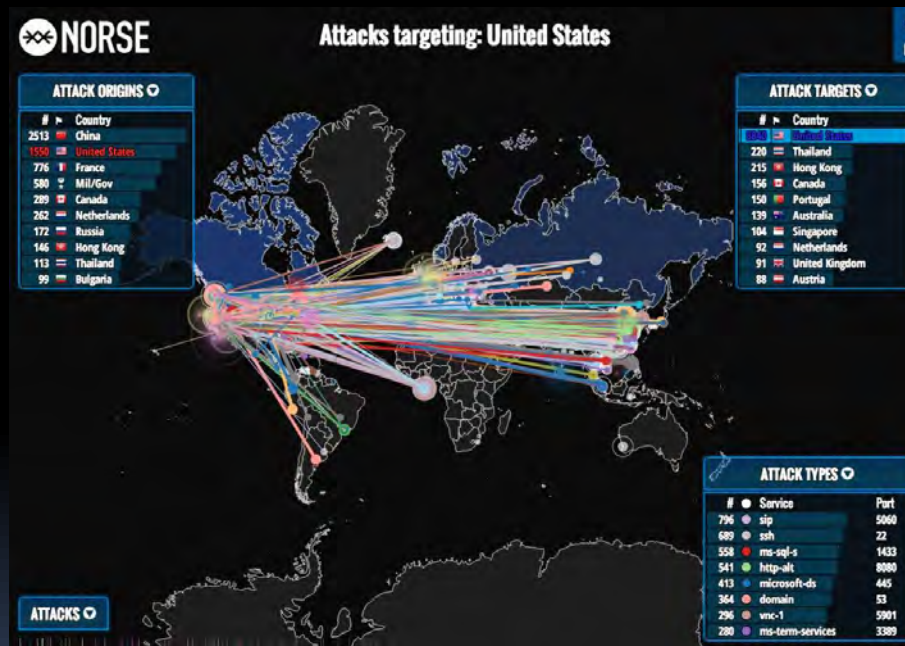 NORSE
Attacks targeting: United States
ATTACK ORIGINS
# Country
2513 China
1550 United States
776 France
580 Mil/Gov
289 Canada
262 Netherlands
172 Russia
146 Hong Kong
113 Thailand
99 Bulgaria
ATTACK TARGETS
# Country
United States
220 Thailand
215 Hong Kong
156 Canada
150 Portugal
139 Australia
104 Singapore
92 Netherlands
91 United Kingdom
88 Austria
ATTACK TYPES
# Service Port
796 sip 5060
689 ssh 22
558 ms-sql-s 1433
541 http-alt 8080
413 microsoft-ds 445
364 domain 53
296 vnc-1 5901
280 ms-term-services 3389
ATTACKS